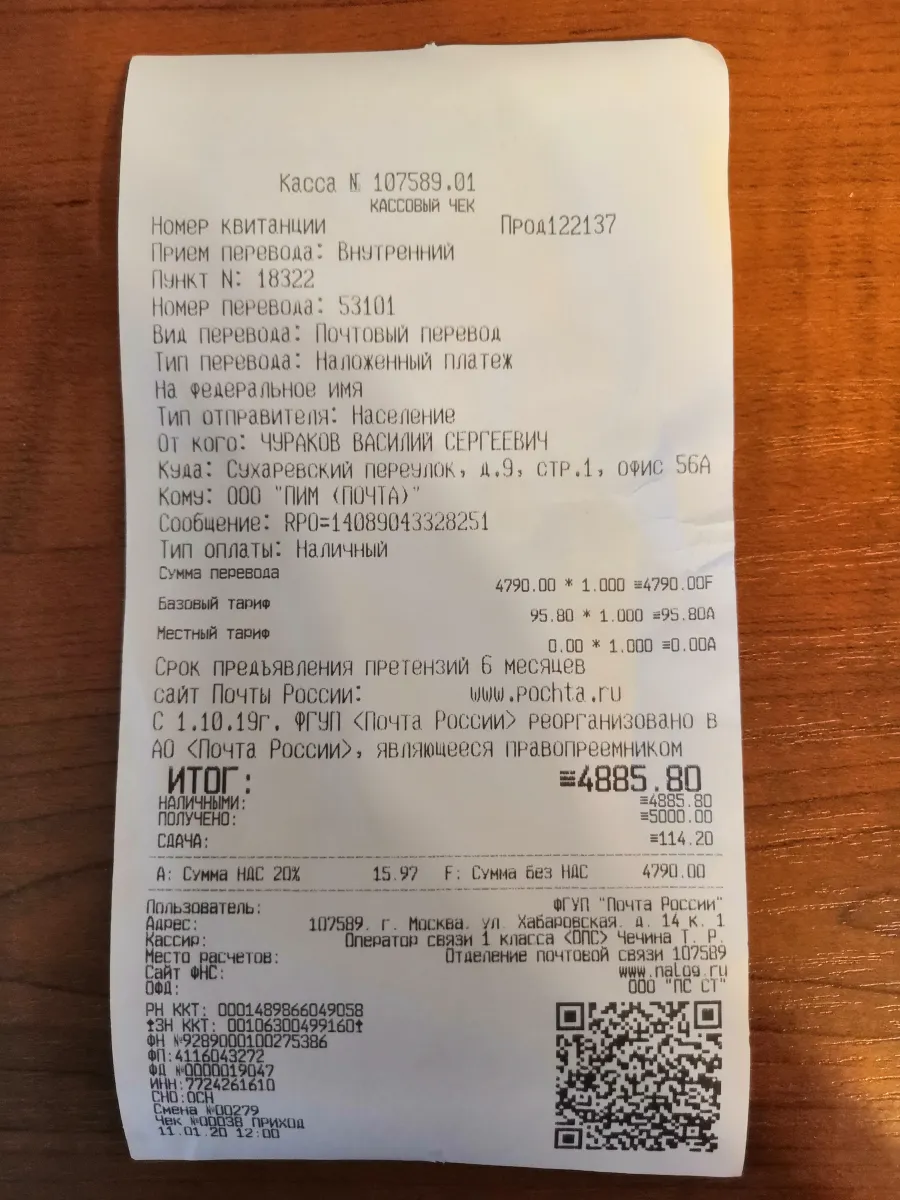 Касса № 107589.01
КАССОВЫЙ ЧЕК
Номер квитанции Прод122137
Прием перевода: Внутренний
Пункт N: 18322
Номер перевода: 53101
Вид перевода: Почтовый перевод
Тип перевода: Наложенный платеж
На федеральное имя
Тип отправителя: Население
От кого: ЧУРАКОВ ВАСИЛИЙ СЕРГЕЕВИЧ
Куда: Сухаревский переулок, д.9, стр.1, офис 56А
Кому: ООО "ПИМ (ПОЧТА)"
Сообщение: RPO=14089043328251
Тип оплаты: Наличный
Сумма перевода
4790.00 * 1.000 ≡4790.00F
Базовый тариф
95.80 * 1.000 ≡95.80А
Местный тариф
0.00 * 1.000 ≡0.00А
Срок предъявления претензий 6 месяцев
сайт Почты России: www.pochta.ru
С 1.10.19г. ФГУП <Почта России> реорганизовано в
АО <Почта России>, являющееся правопреемником
ИТОГ: ≡4885.80
НАЛИЧНЫМИ: ≡4885.80
ПОЛУЧЕНО: ≡5000.00
СДАЧА: ≡114.20
А: Сумма НДС 20% 15.97 F: Сумма без НДС 4790.00
Пользователь: ФГУП "Почта России"
Адрес: 107589. г. Москва. ул. Хабаровская. д. 14 к. 1
Кассир: Оператор связи 1 класса <ОПС> Чечина Т. Р.
Место расчетов: Отделение почтовой связи 107589
Сайт ФНС: www.nalog.ru
ОФД: ООО "ПС СТ"
РН ККТ: 0001489866049058
↑ЗН ККТ: 00106300499160↑
ФН №9289000100275386
ФП:4116043272
ФД №0000019047
ИНН:7724261610
СНО:ОСН
Смена №00279
Чек №00038 ПРИХОД
11.01.20 12:00